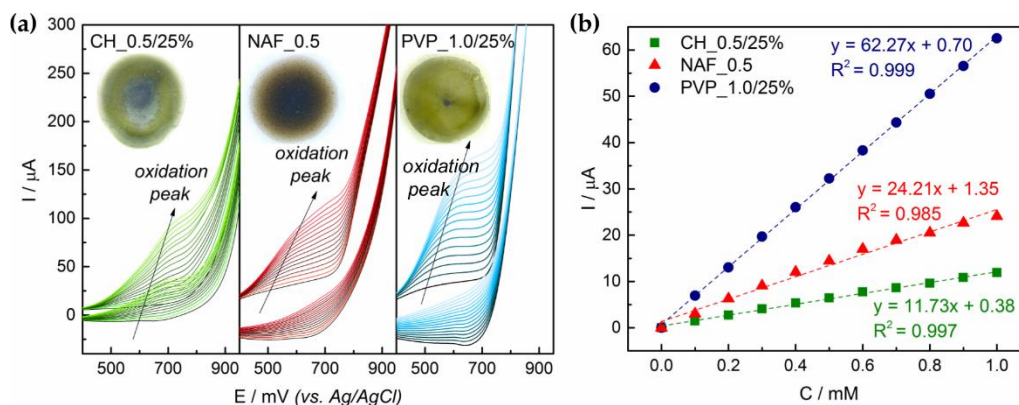 (a)
300
250
200
150
100
50
0
I / µA
CH_0.5/25%
NAF_0.5
PVP_1.0/25%
oxidation
peak
oxidation
peak
oxidation
peak
500 700 900
500 700 900
500 700 900
E / mV (vs. Ag/AgCl)
(b)
60
50
40
30
20
10
0
I / µA
CH_0.5/25%
NAF_0.5
PVP_1.0/25%
y = 62.27x + 0.70
R² = 0.999
y = 24.21x + 1.35
R² = 0.985
y = 11.73x + 0.38
R² = 0.997
0.0 0.2 0.4 0.6 0.8 1.0
C / mM